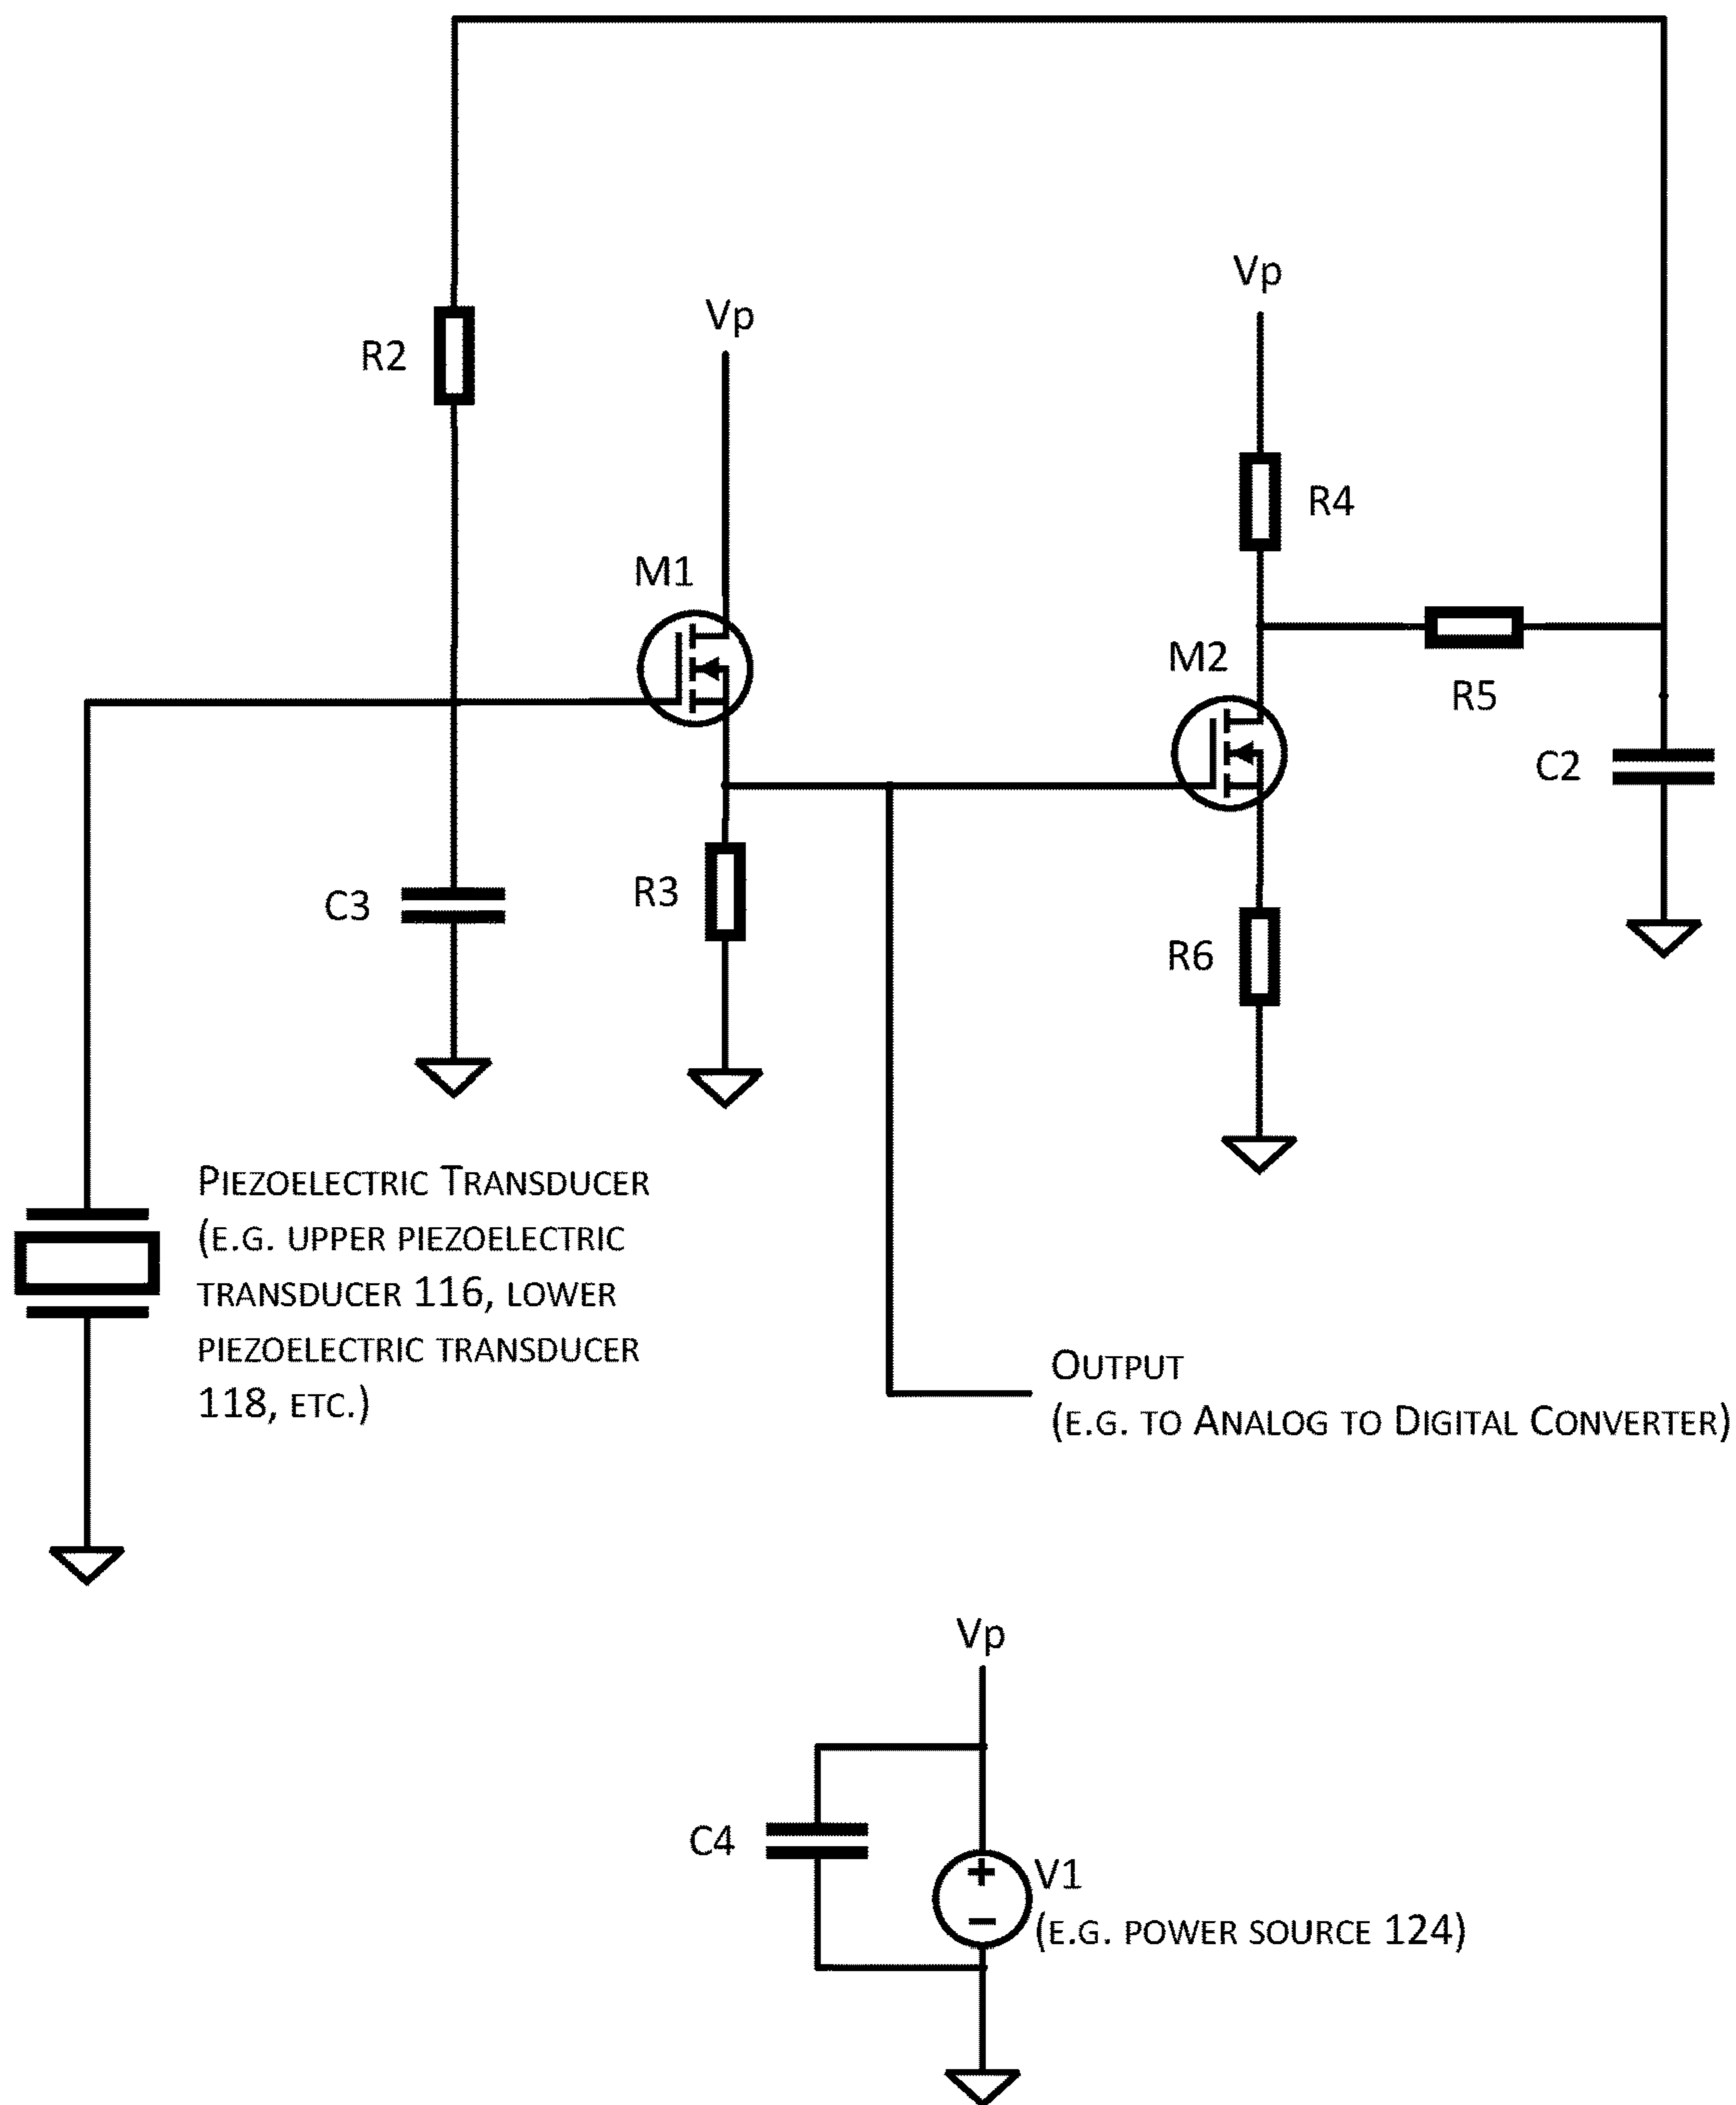 Vp
Vp
R2
R4
M1
M2
R5
C2
C3
R3
R6
PIEZOELECTRIC TRANSDUCER
(E.G. UPPER PIEZOELECTRIC
TRANSDUCER 116, LOWER
PIEZOELECTRIC TRANSDUCER
118, ETC.)
OUTPUT
(E.G. TO ANALOG TO DIGITAL CONVERTER)
Vp
C4
+
V1
−
(E.G. POWER SOURCE 124)